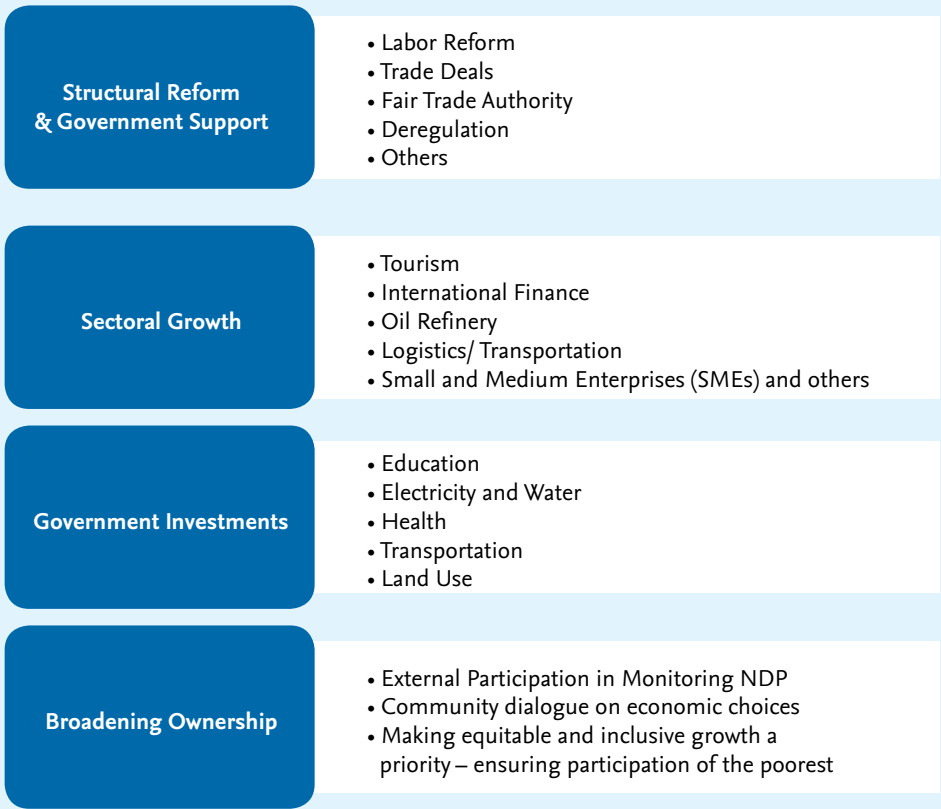 Structural Reform
& Government Support
• Labor Reform
• Trade Deals
• Fair Trade Authority
• Deregulation
• Others
Sectoral Growth
• Tourism
• International Finance
• Oil Refinery
• Logistics/ Transportation
• Small and Medium Enterprises (SMEs) and others
Government Investments
• Education
• Electricity and Water
• Health
• Transportation
• Land Use
Broadening Ownership
• External Participation in Monitoring NDP
• Community dialogue on economic choices
• Making equitable and inclusive growth a
priority – ensuring participation of the poorest